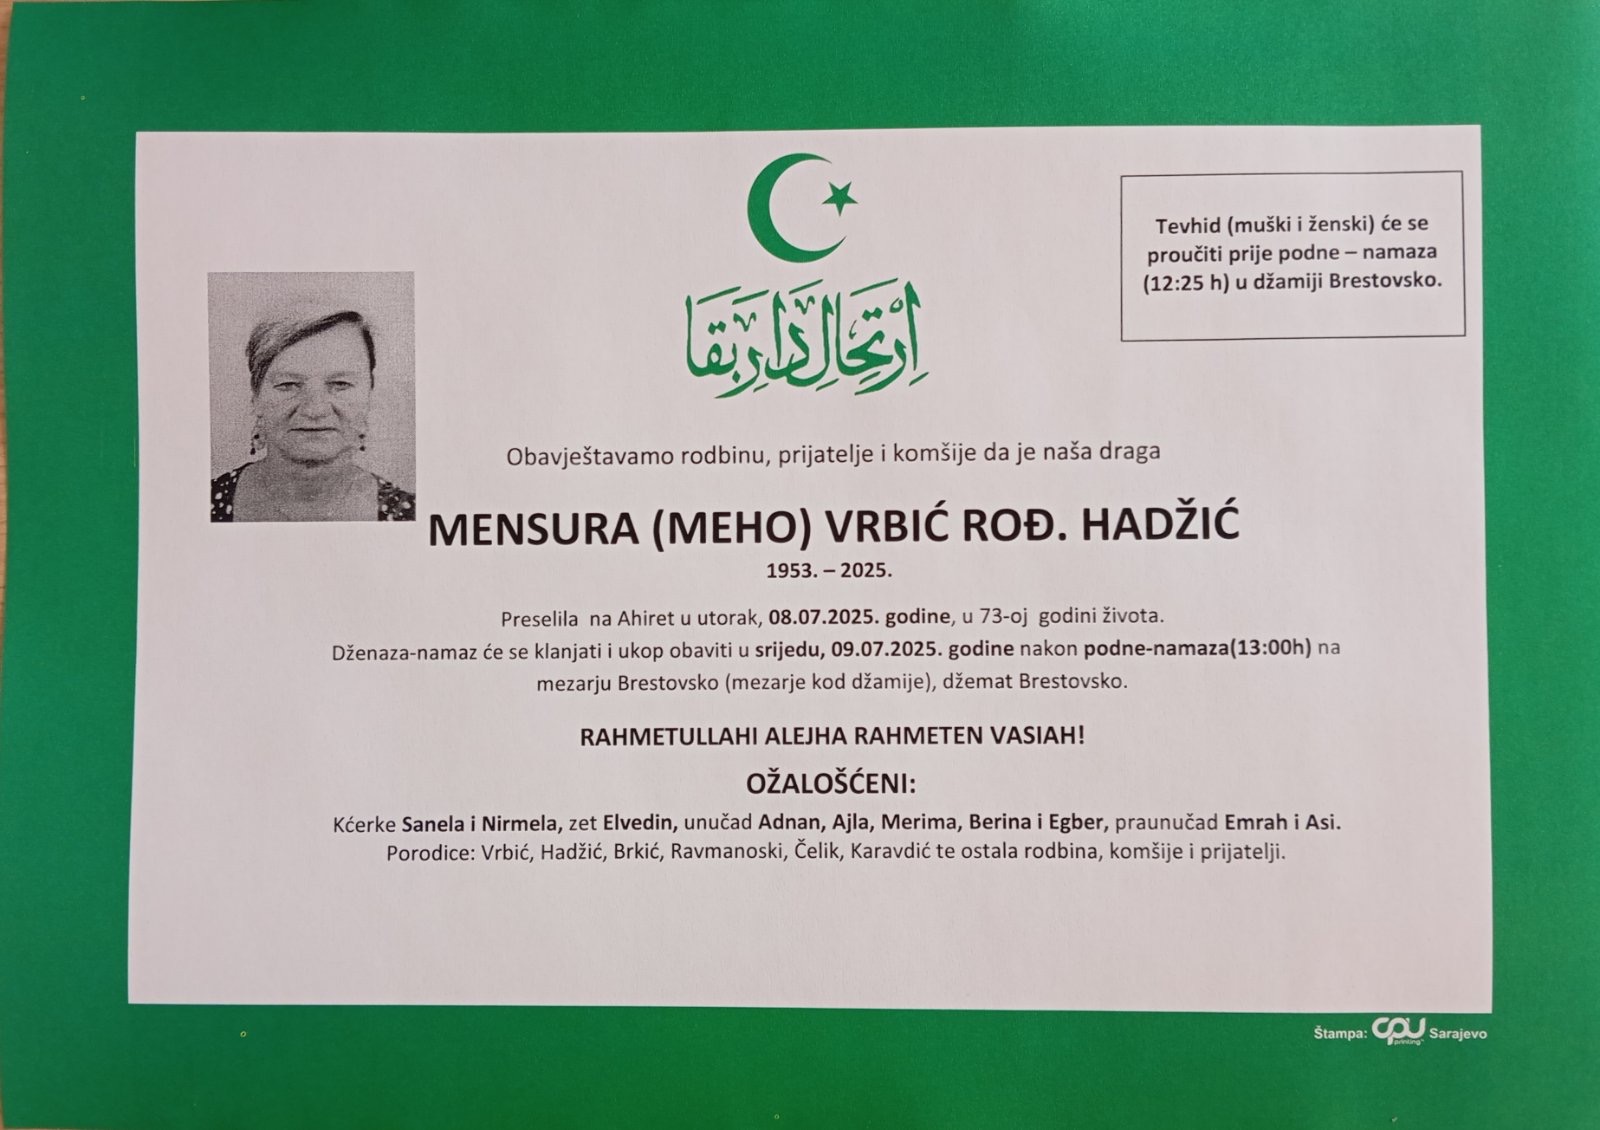 اِرتِحَالِ دَارِ بَقَا
Tevhid (muški i ženski) će se
proučiti prije podne – namaza
(12:25 h) u džamiji Brestovsko.
Obavještavamo rodbinu, prijatelje i komšije da je naša draga
MENSURA (MEHO) VRBIĆ ROĐ. HADŽIĆ
1953. – 2025.
Preselila na Ahiret u utorak, 08.07.2025. godine, u 73-oj godini života.
Dženaza-namaz će se klanjati i ukop obaviti u srijedu, 09.07.2025. godine nakon podne-namaza(13:00h) na
mezarju Brestovsko (mezarje kod džamije), džemat Brestovsko.
RAHMETULLAHI ALEJHA RAHMETEN VASIAH!
OŽALOŠĆENI:
Kćerke Sanela i Nirmela, zet Elvedin, unučad Adnan, Ajla, Merima, Berina i Egber, praunučad Emrah i Asi.
Porodice: Vrbić, Hadžić, Brkić, Ravmanoski, Čelik, Karavdić te ostala rodbina, komšije i prijatelji.
Štampa: CPU printing Sarajevo